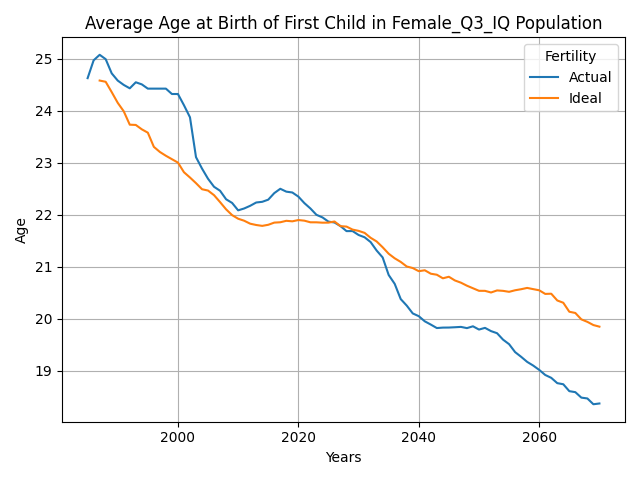 Average Age at Birth of First Child in Female_Q3_IQ Population
Fertility
Actual
Ideal
25
24
23
22
21
20
19
Age
2000
2020
2040
2060
Years